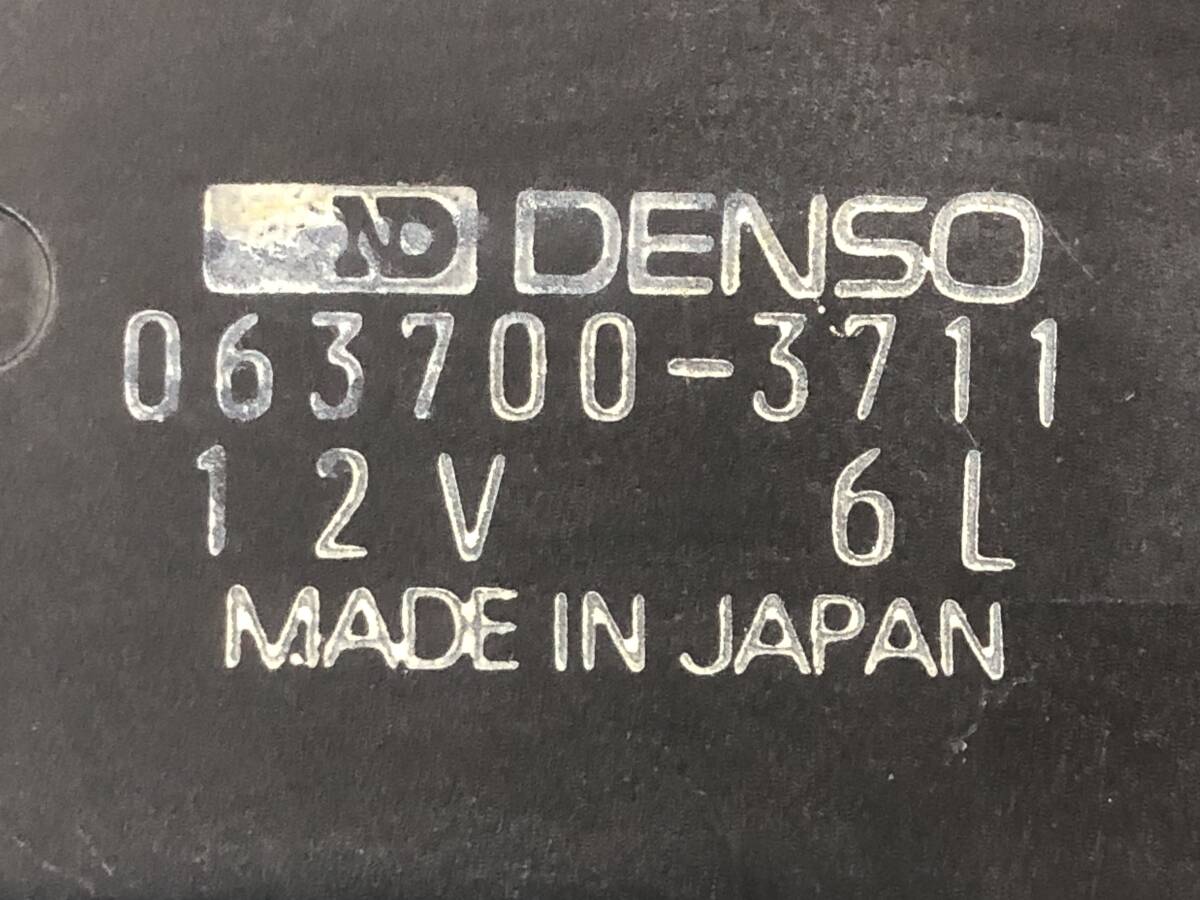 ND DENSO
063700-3711
12V 6L
MADE IN JAPAN